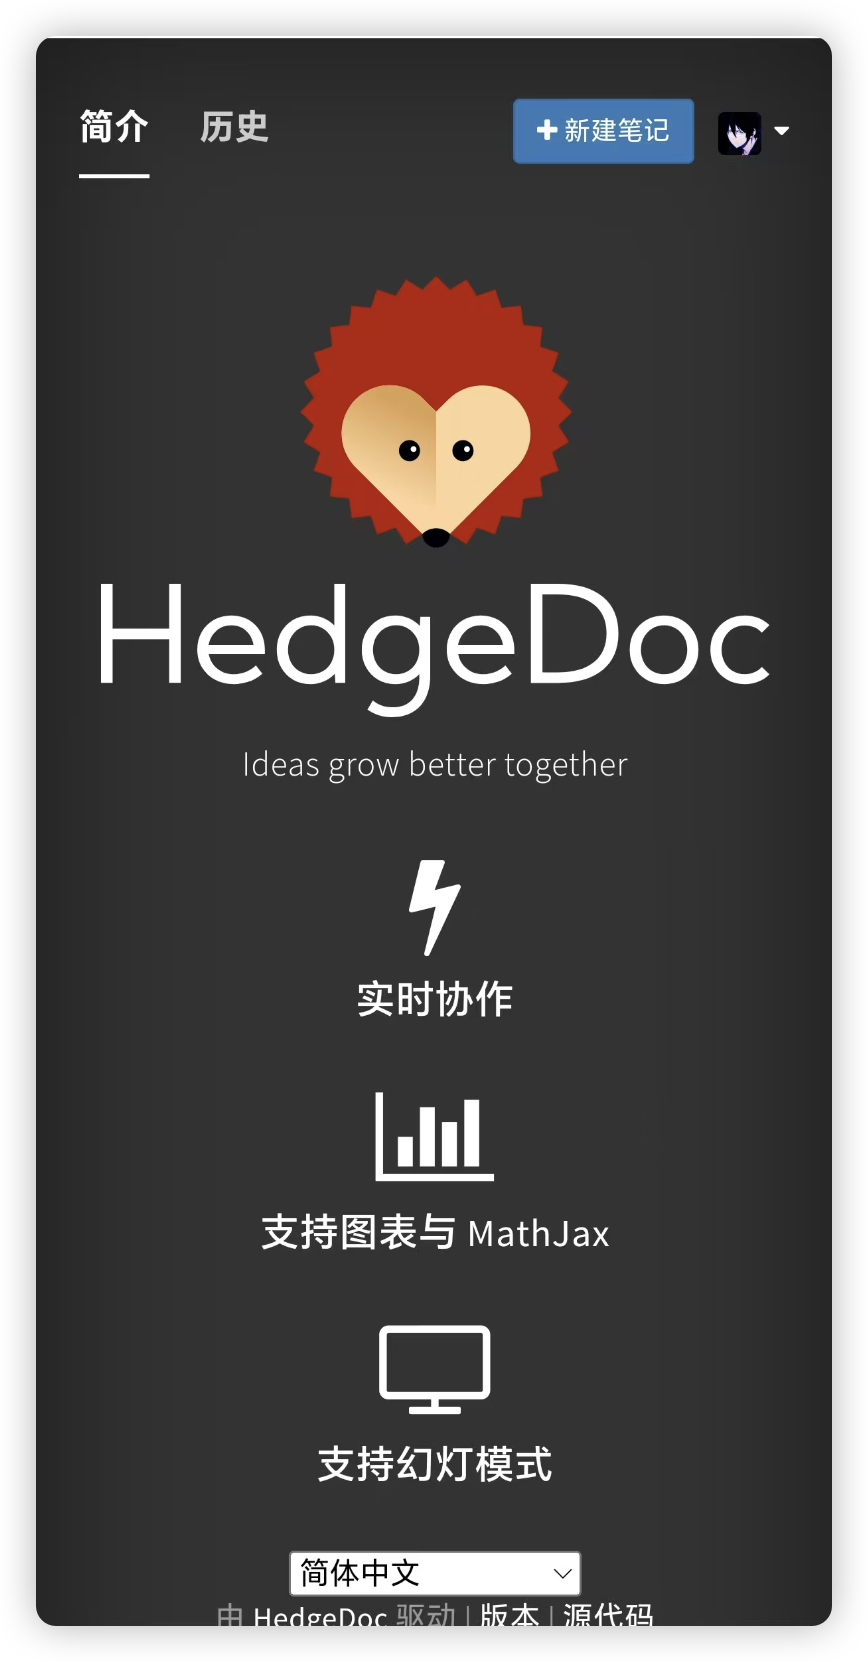 简介 历史 新建笔记
HedgeDoc
Ideas grow better together
实时协作
支持图表与 MathJax
支持幻灯模式
简体中文
由 HedgeDoc 驱动 | 版本 | 源代码